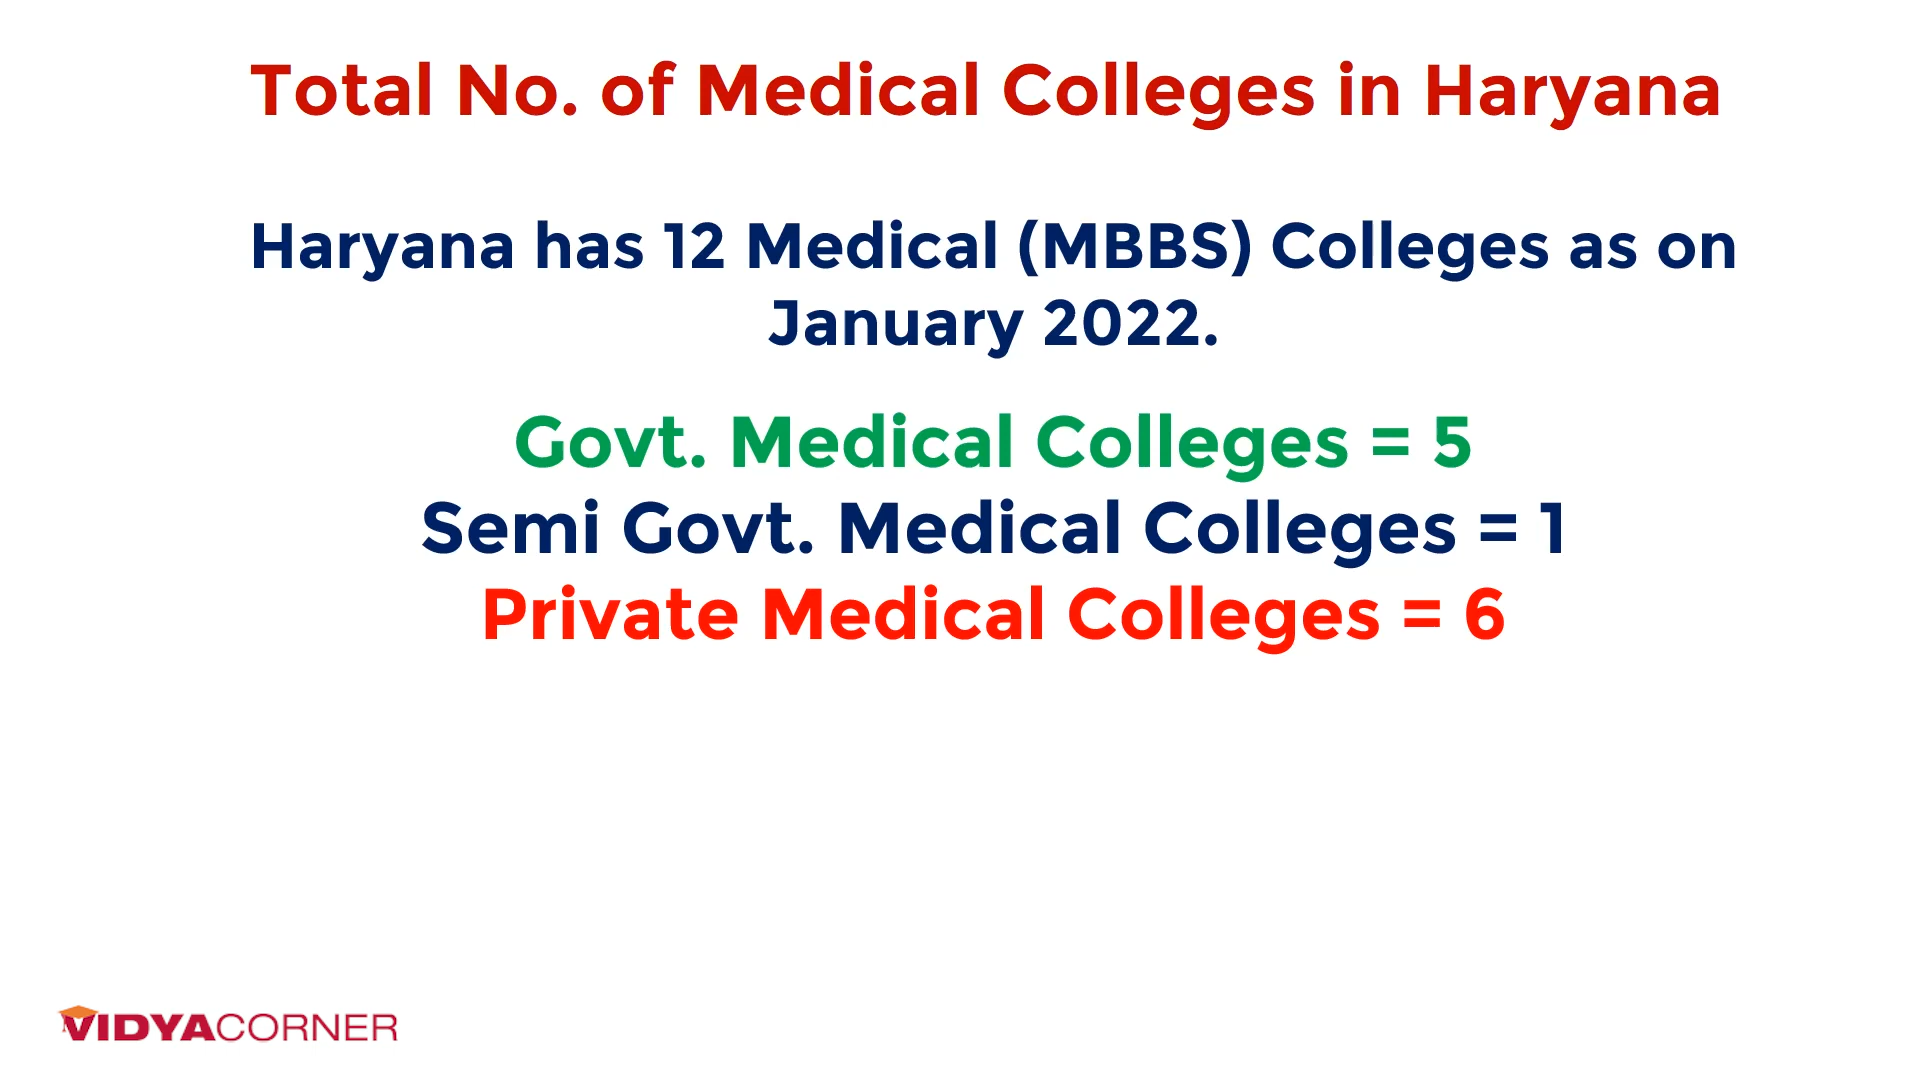 Total No. of Medical Colleges in Haryana
Haryana has 12 Medical (MBBS) Colleges as on
January 2022.
Govt. Medical Colleges = 5
Semi Govt. Medical Colleges = 1
Private Medical Colleges = 6
VIDYACORNER